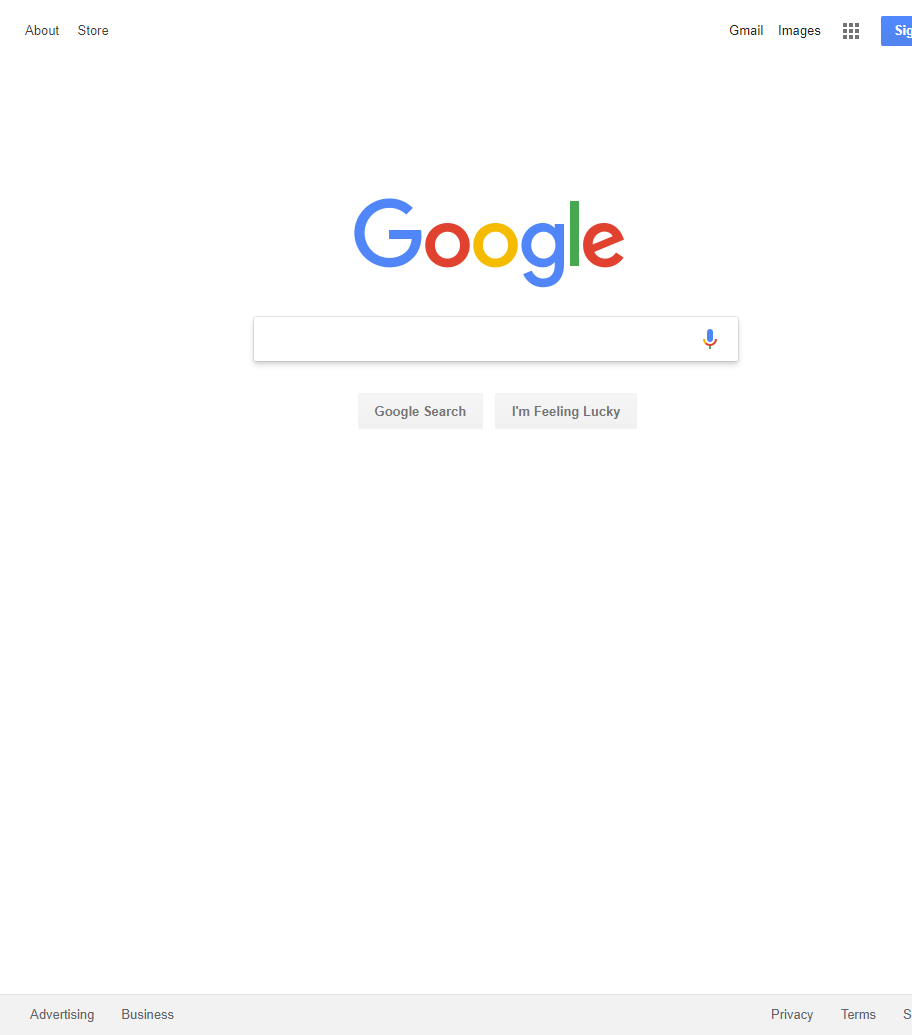 About Store Gmail Images Sig
Google
Google Search I'm Feeling Lucky
Advertising Business Privacy Terms S